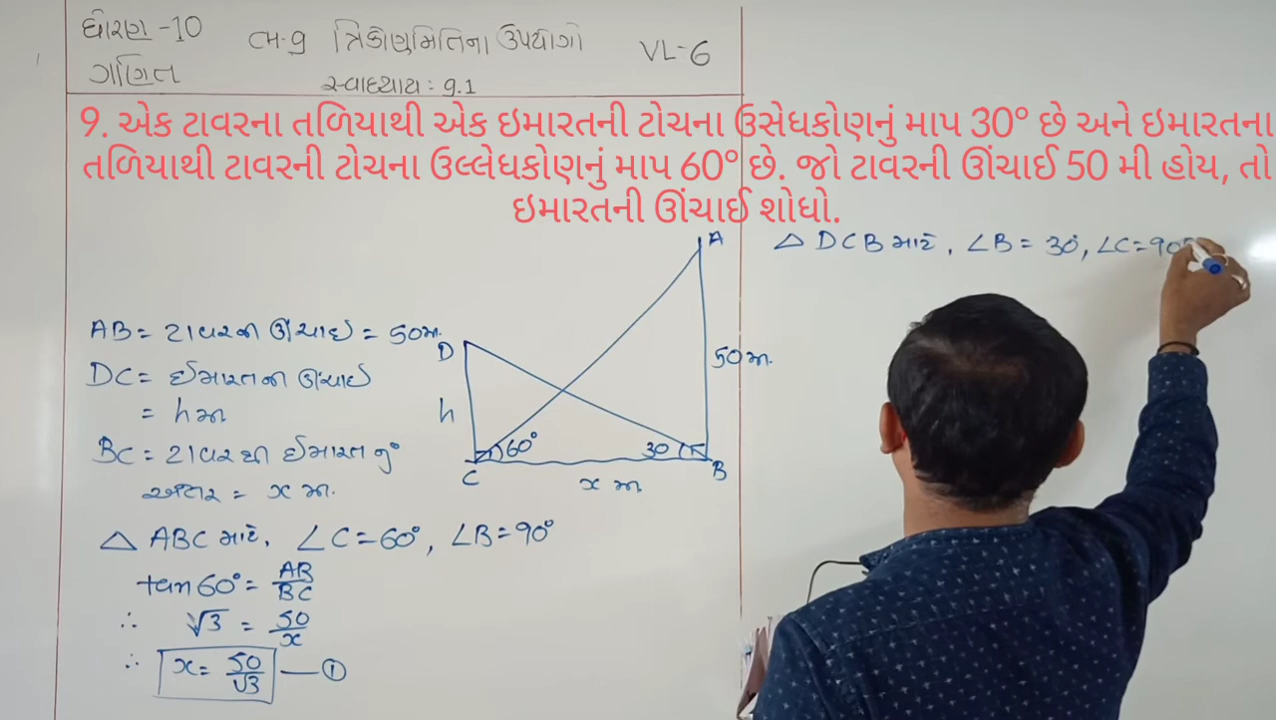 ધોરણ -10
ગણિત
પ્ર-9 ત્રિકોણમિતિના ઉપયોગો
સ્વાધ્યાય : 9.1
VL-6
9. એક ટાવરના તળિયાથી એક ઇમારતની ટોચના ઉસેધકોણનું માપ 30° છે અને ઇમારતના
તળિયાથી ટાવરની ટોચના ઉલ્લેધકોણનું માપ 60° છે. જો ટાવરની ઊંચાઈ 50 મી હોય, તો
ઇમારતની ઊંચાઈ શોધો.
AB = ટાવરની ઊંચાઈ = 50મી.
DC = ઈમારતની ઊંચાઈ
= h મી
BC = ટાવરથી ઈમારતનું
અંતર = x મી.
△ ABC માટે, ∠C = 60°, ∠B = 90°
tan 60° = AB/BC
∴ √3 = 50/x
∴ x = 50/√3 — ①
A
D
50 મી.
h
60°
30
C
B
x મી
△ DCB માટે, ∠B = 30°, ∠C = 90°